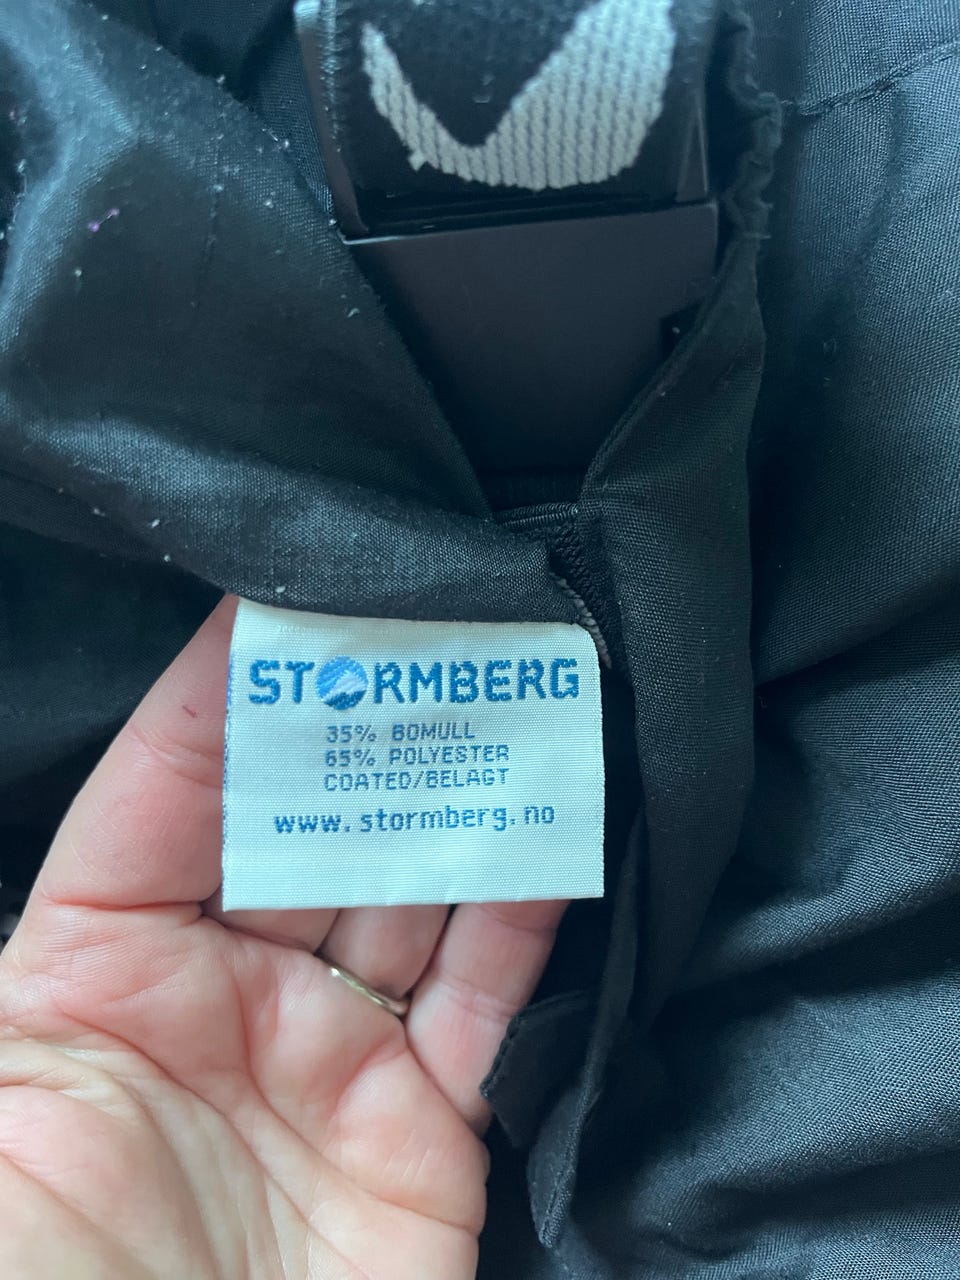 STORMBERG
35% BOMULL
65% POLYESTER
COATED/BELAGT
www.stormberg.no